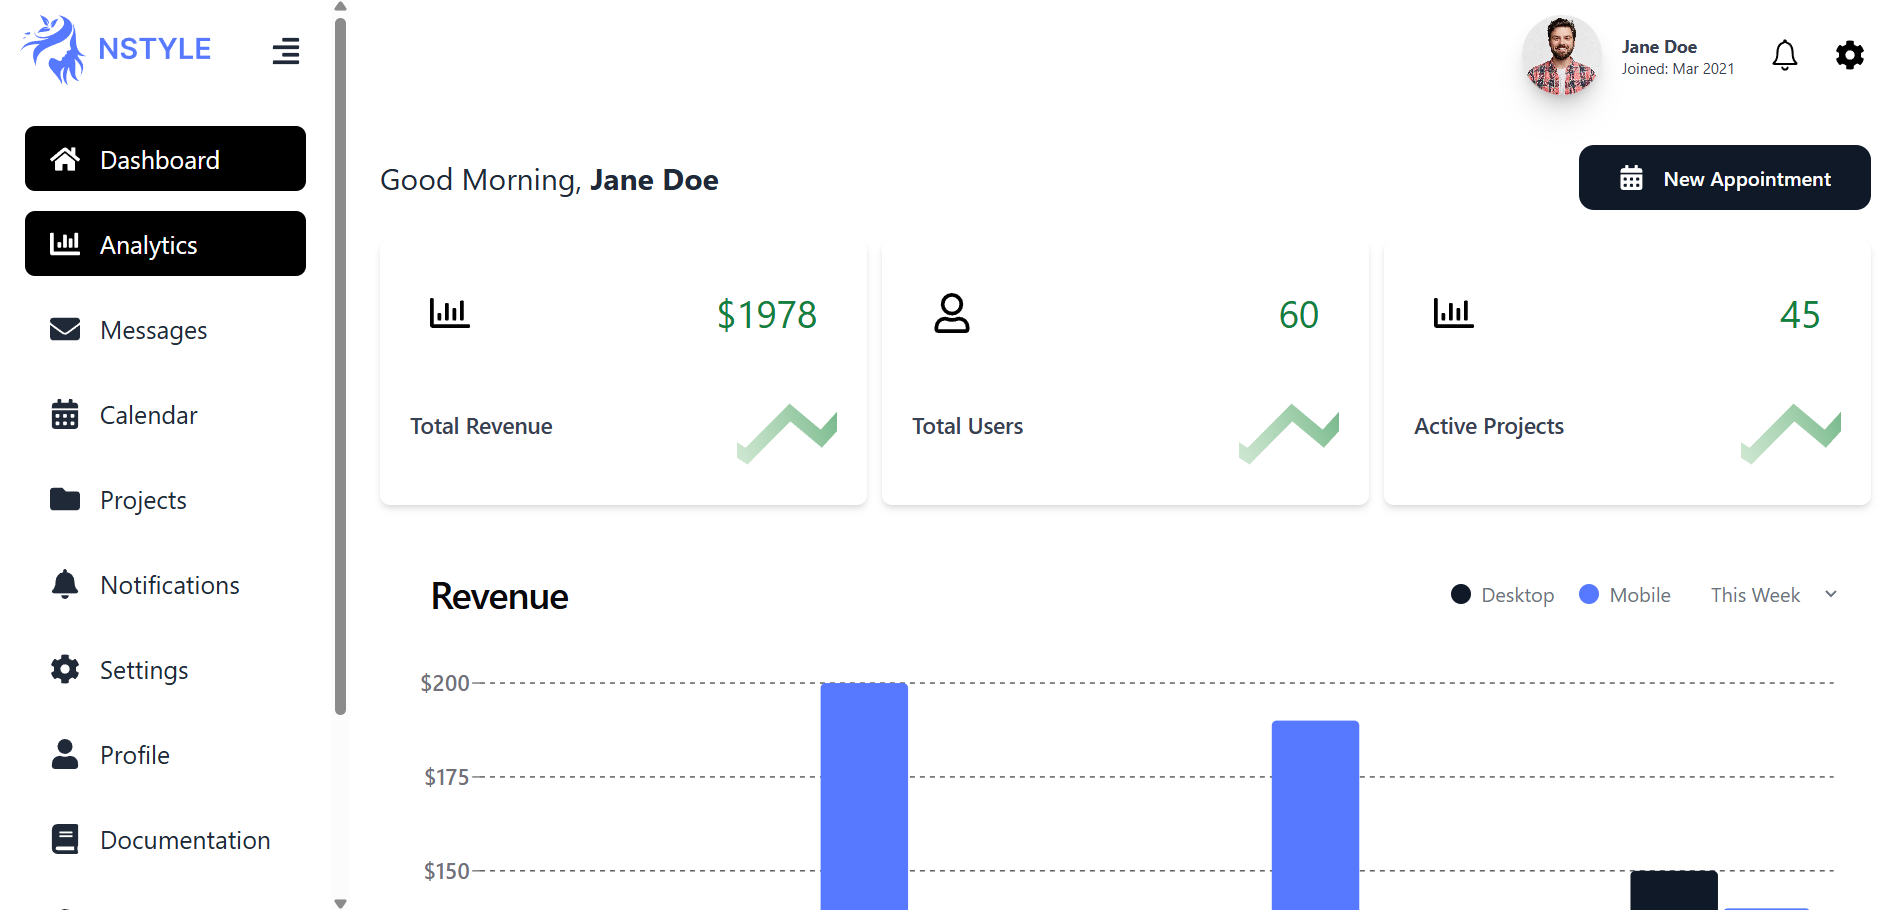 NSTYLE
Jane Doe
Joined: Mar 2021
Dashboard
Analytics
Messages
Calendar
Projects
Notifications
Settings
Profile
Documentation
Good Morning, Jane Doe
New Appointment
$1978
Total Revenue
60
Total Users
45
Active Projects
Revenue
Desktop
Mobile
This Week
$200
$175
$150